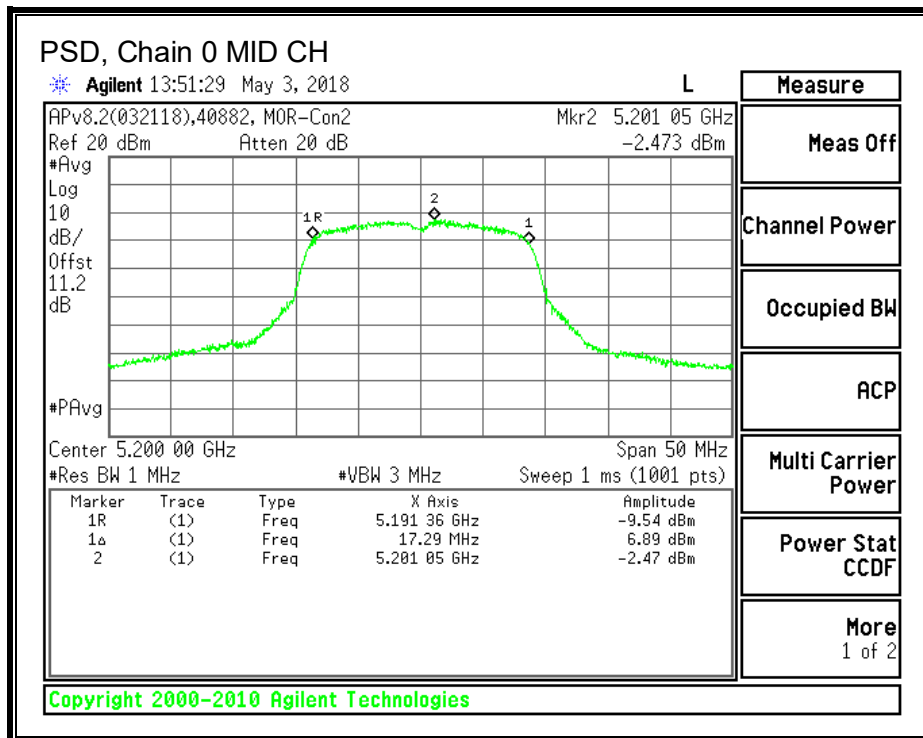 PSD, Chain 0 MID CH
Agilent 13:51:29 May 3, 2018 L
Measure
APv8.2(032118),40882, MOR-Con2 Mkr2 5.201 05 GHz
Ref 20 dBm Atten 20 dB -2.473 dBm
Meas Off
#Avg
Log
10
dB/
Offst
11.2
dB
1R
2
1
Channel Power
Occupied BW
ACP
#PAvg
Center 5.200 00 GHz Span 50 MHz
#Res BW 1 MHz #VBW 3 MHz Sweep 1 ms (1001 pts)
Multi Carrier
Power
Marker Trace Type X Axis Amplitude
1R (1) Freq 5.191 36 GHz -9.54 dBm
1Δ (1) Freq 17.29 MHz 6.89 dBm
2 (1) Freq 5.201 05 GHz -2.47 dBm
Power Stat
CCDF
More
1 of 2
Copyright 2000-2010 Agilent Technologies